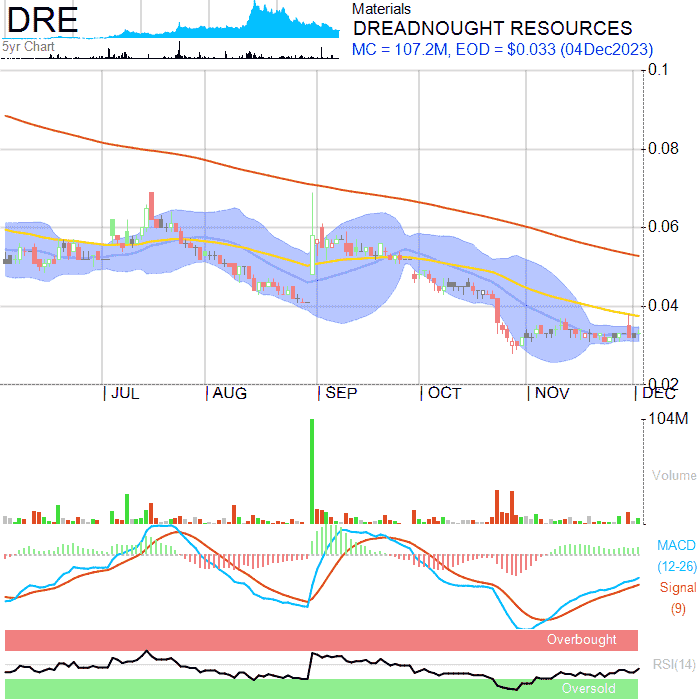 DRE
5yr Chart
Materials
DREADNOUGHT RESOURCES
MC = 107.2M, EOD = $0.033 (04Dec2023)
0.1
0.08
0.06
0.04
0.02
JUL AUG SEP OCT NOV DEC
104M
Volume
MACD
(12-26)
Signal
(9)
Overbought
RSI(14)
Oversold